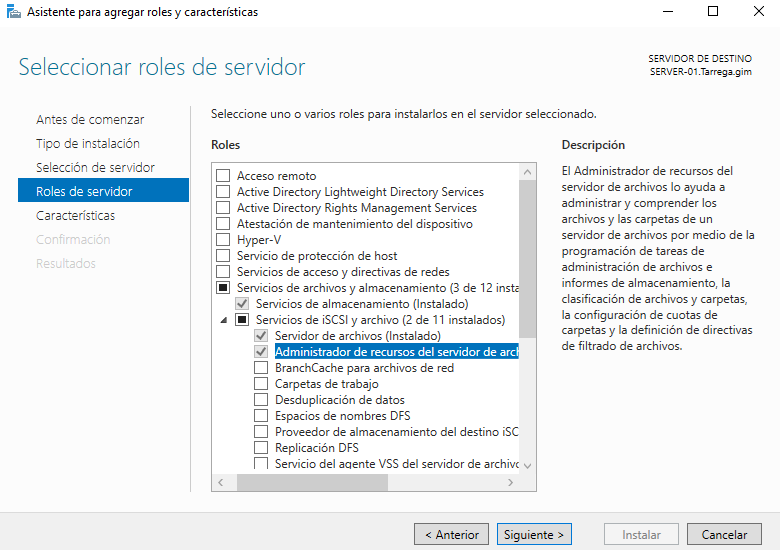 Asistente para agregar roles y características
Seleccionar roles de servidor
SERVIDOR DE DESTINO
SERVER-01.Tarrega.gim
Antes de comenzar
Tipo de instalación
Selección de servidor
Roles de servidor
Características
Confirmación
Resultados
Seleccione uno o varios roles para instalarlos en el servidor seleccionado.
Roles
Acceso remoto
Active Directory Lightweight Directory Services
Active Directory Rights Management Services
Atestación de mantenimiento del dispositivo
Hyper-V
Servicio de protección de host
Servicios de acceso y directivas de redes
Servicios de archivos y almacenamiento (3 de 12 insta
Servicios de almacenamiento (Instalado)
Servicios de iSCSI y archivo (2 de 11 instalados)
Servidor de archivos (Instalado)
Administrador de recursos del servidor de arch
BranchCache para archivos de red
Carpetas de trabajo
Desduplicación de datos
Espacios de nombres DFS
Proveedor de almacenamiento del destino iSC
Replicación DFS
Servicio del agente VSS del servidor de archivo
Descripción
El Administrador de recursos del
servidor de archivos lo ayuda a
administrar y comprender los
archivos y las carpetas de un
servidor de archivos por medio de la
programación de tareas de
administración de archivos e
informes de almacenamiento, la
clasificación de archivos y carpetas,
la configuración de cuotas de
carpetas y la definición de directivas
de filtrado de archivos.
< Anterior
Siguiente >
Instalar
Cancelar